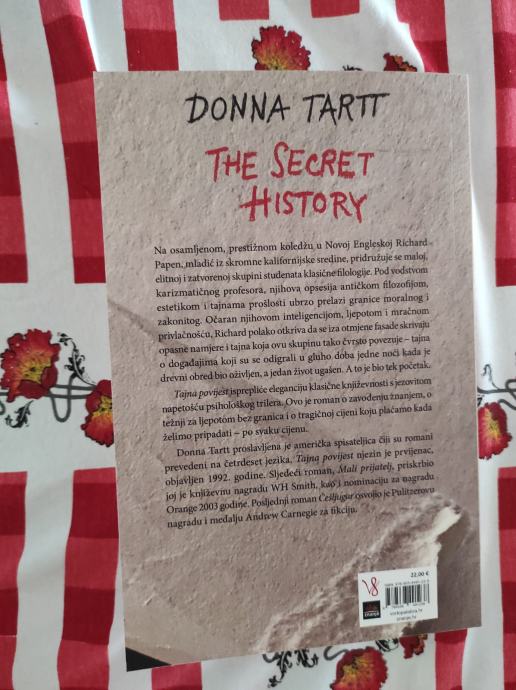 DONNA TARTT
THE SECRET
HISTORY
Na osamljenom, prestižnom koledžu u Novoj Engleskoj Richard
Papen, mladić iz skromne kalifornijske sredine, pridružuje se maloj,
elitnoj i zatvorenoj skupini studenata klasične filologije. Pod vodstvom
karizmatičnog profesora, njihova opsesija antičkom filozofijom,
estetikom i tajnama prošlosti ubrzo prelazi granice moralnog i
zakonitog. Očaran njihovom inteligencijom, ljepotom i mračnom
privlačnošću, Richard polako otkriva da se iza otmjene fasade skrivaju
opasne namjere i tajna koja ovu skupinu tako čvrsto povezuje – tajna
o događajima koji su se odigrali u gluho doba jedne noći kada je
drevni obred bio oživljen, a jedan život ugašen. A to je bio tek početak.
Tajna povijest isprepliće eleganciju klasične književnosti s jezovitom
napetošću psihološkog trilera. Ovo je roman o zavođenju znanjem, o
težnji za ljepotom bez granica i o tragičnoj cijeni koju plaćamo kada
želimo pripadati – po svaku cijenu.
Donna Tartt proslavljena je američka spisateljica čiji su romani
prevedeni na četrdeset jezika. Tajna povijest njezin je prvijenac,
objavljen 1992. godine. Sljedeći roman, Mali prijatelj, priskrbio
joj je književnu nagradu WH Smith, kao i nominaciju za nagradu
Orange 2003 godine. Posljednji roman Češljugar osvojio je Pulitzerovu
nagradu i medalju Andrew Carnegie za fikciju.
22,00 €
V8
znanje
znanje.hr